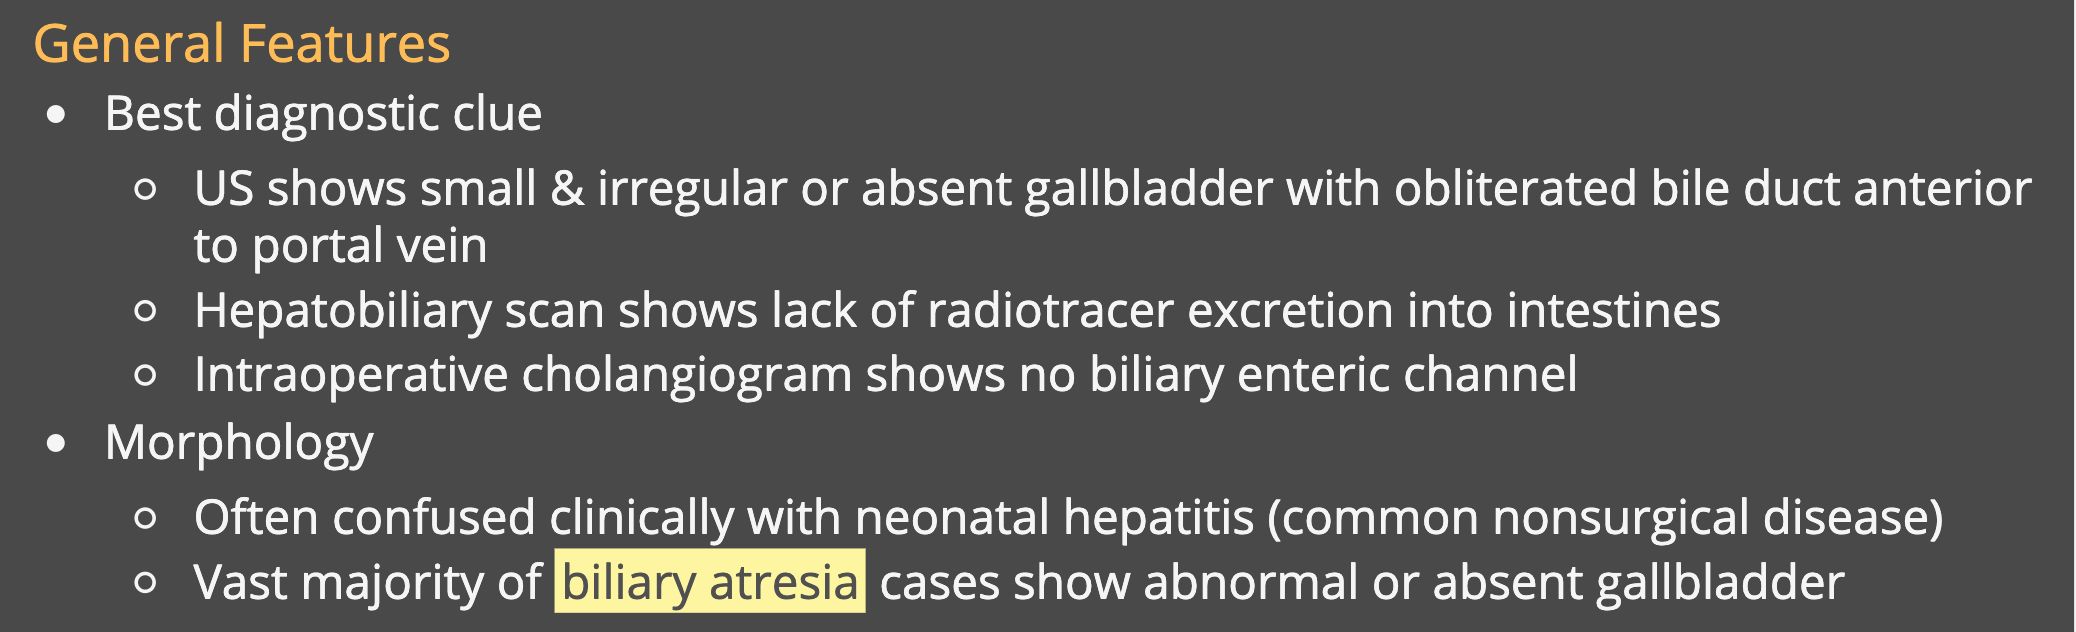 General Features
• Best diagnostic clue
○ US shows small & irregular or absent gallbladder with obliterated bile duct anterior
to portal vein
○ Hepatobiliary scan shows lack of radiotracer excretion into intestines
○ Intraoperative cholangiogram shows no biliary enteric channel
• Morphology
○ Often confused clinically with neonatal hepatitis (common nonsurgical disease)
○ Vast majority of biliary atresia cases show abnormal or absent gallbladder